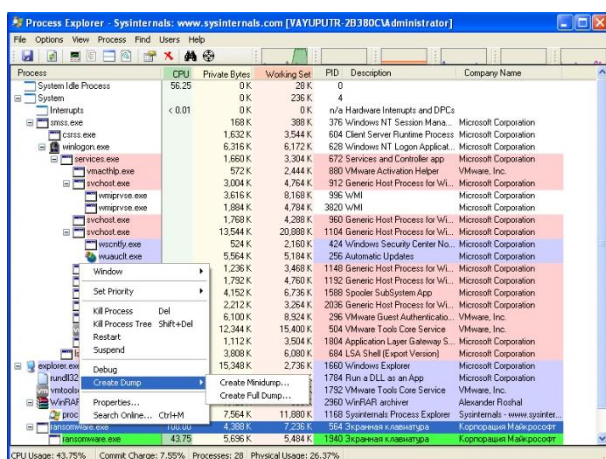 Process Explorer - Sysinternals: www.sysinternals.com [VAYUPUTR-2B380C\Administrator]
File Options View Process Find Users Help
Process CPU Private Bytes Working Set PID Description Company Name
System Idle Process 56.25 0 K 28 K 0
System 0 K 236 K 4
Interrupts < 0.01 0 K 0 K n/a Hardware Interrupts and DPCs
smss.exe 168 K 388 K 376 Windows NT Session Mana... Microsoft Corporation
csrss.exe 1,632 K 3,544 K 604 Client Server Runtime Process Microsoft Corporation
winlogon.exe 6,316 K 6,172 K 628 Windows NT Logon Applicat... Microsoft Corporation
services.exe 1,660 K 3,304 K 672 Services and Controller app Microsoft Corporation
vmacthlp.exe 572 K 2,444 K 880 VMware Activation Helper VMware, Inc.
svchost.exe 3,004 K 4,764 K 912 Generic Host Process for Wi... Microsoft Corporation
wmiprvse.exe 3,616 K 8,168 K 996 WMI Microsoft Corporation
wmiprvse.exe 1,884 K 4,784 K 3820 WMI Microsoft Corporation
svchost.exe 1,768 K 4,288 K 960 Generic Host Process for Wi... Microsoft Corporation
svchost.exe 13,544 K 20,888 K 1104 Generic Host Process for Wi... Microsoft Corporation
wscntfy.exe 524 K 2,160 K 424 Windows Security Center No... Microsoft Corporation
wuauclt.exe 5,564 K 5,184 K 256 Automatic Updates Microsoft Corporation
1,236 K 3,468 K 1148 Generic Host Process for Wi... Microsoft Corporation
1,792 K 4,760 K 1192 Generic Host Process for Wi... Microsoft Corporation
4,152 K 6,736 K 1588 Spooler SubSystem App Microsoft Corporation
2,212 K 3,264 K 2036 Generic Host Process for Wi... Microsoft Corporation
6,100 K 8,924 K 296 VMware Guest Authenticatio... VMware, Inc.
12,344 K 15,400 K 504 VMware Tools Core Service VMware, Inc.
1,112 K 3,504 K 1804 Application Layer Gateway S... Microsoft Corporation
3,808 K 6,080 K 684 LSA Shell (Export Version) Microsoft Corporation
explorer.exe 15,348 K 2,736 K 1660 Windows Explorer Microsoft Corporation
rundll32 1784 Run a DLL as an App Microsoft Corporation
vmtools 1792 VMware Tools Core Service VMware, Inc.
WinRAR 2960 WinRAR archiver Alexander Roshal
proc 7,564 K 11,880 K 1168 Sysinternals Process Explorer Sysinternals - www.sysinter...
ransomware.exe 100.00 4,388 K 7,236 K 564 Экранная клавиатура Корпорация Майкрософт
ransomware.exe 43.75 5,696 K 5,484 K 1940 Экранная клавиатура Корпорация Майкрософт
Window
Set Priority
Kill Process Del
Kill Process Tree Shift+Del
Restart
Suspend
Debug
Create Dump
Properties...
Search Online... Ctrl+M
Create Minidump...
Create Full Dump...
CPU Usage: 43.75% Commit Charge: 7.55% Processes: 28 Physical Usage: 26.37%